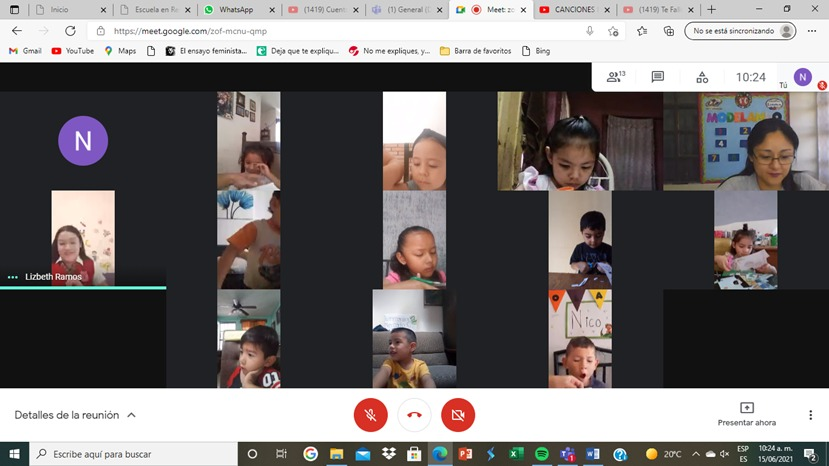 Inicio
Escuela en Ra
WhatsApp
(1419) Cuent
(1) General (D
Meet: zo
CANCIONES
(1419) Te Fall
https://meet.google.com/zof-mcnu-qmp
No se está sincronizando
Gmail
YouTube
Maps
El ensayo feminista...
Deja que te explicu...
No me expliques, y...
Barra de favoritos
Bing
13
10:24
N
Tú
N
MODELO
Lizbeth Ramos
Nico
Detalles de la reunión
Presentar ahora
Escribe aquí para buscar
20°C
ESP
ES
10:24 a. m.
15/06/2021
2